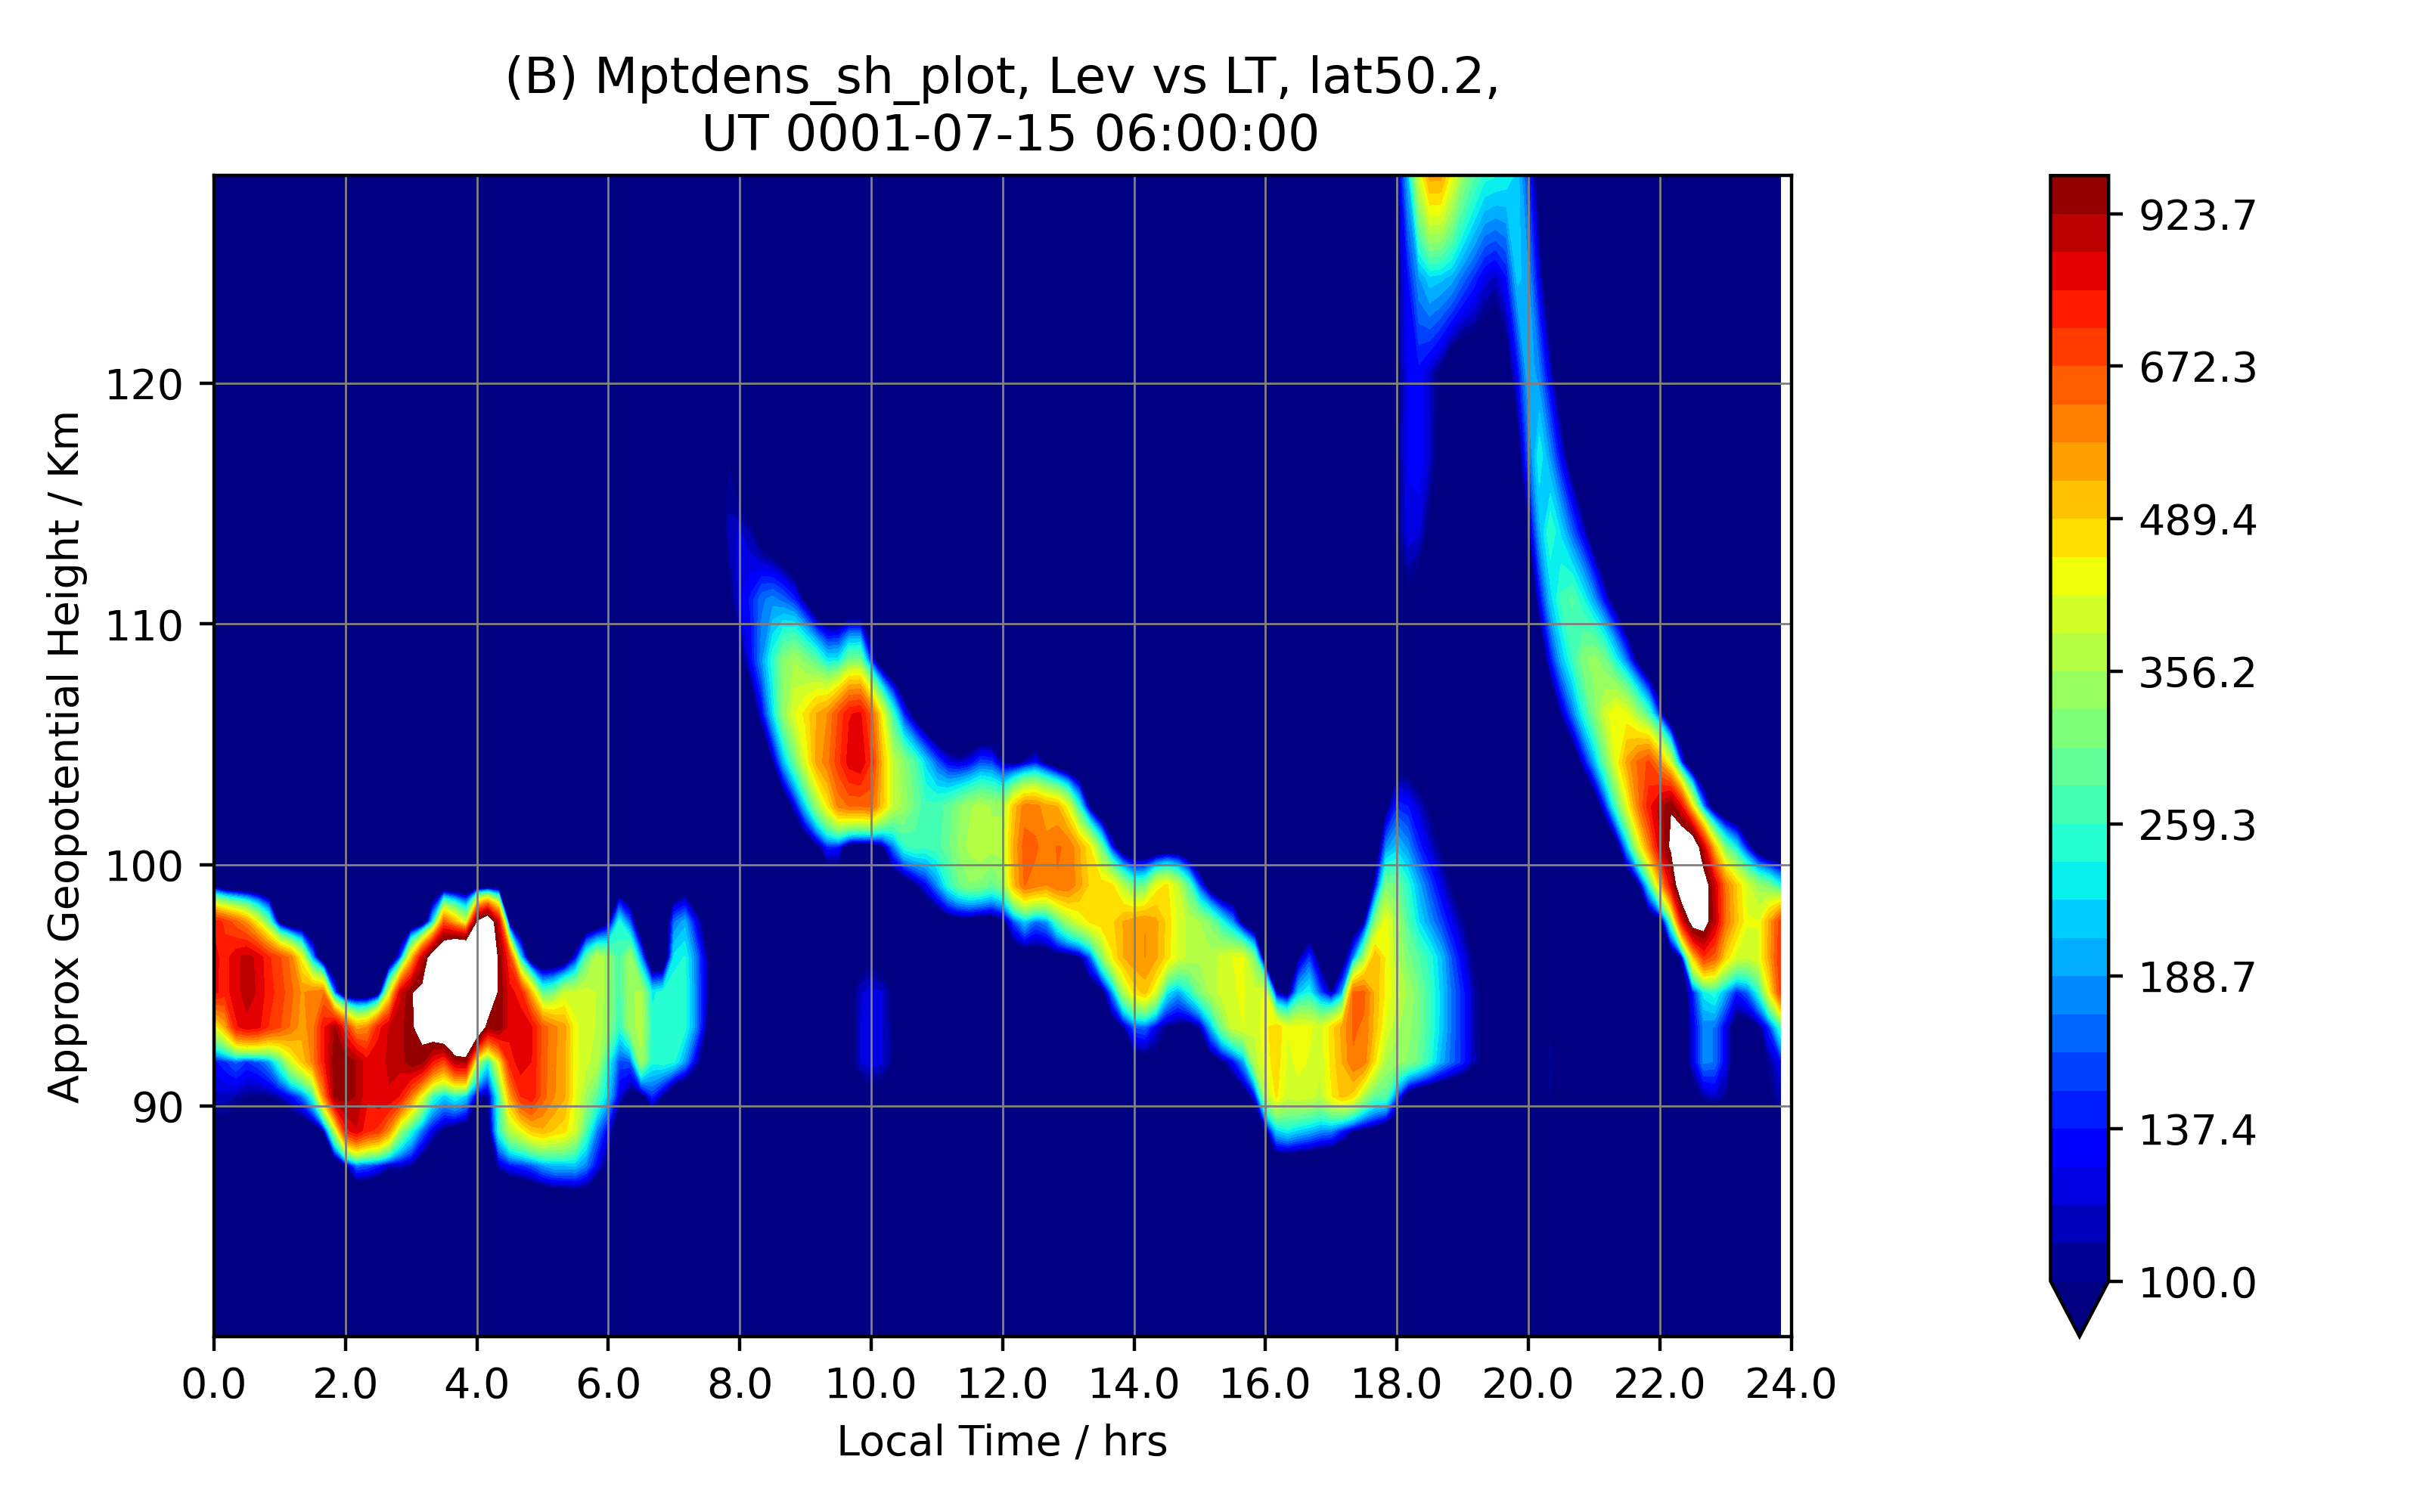 (B) Mptdens_sh_plot, Lev vs LT, lat50.2,
UT 0001-07-15 06:00:00
Approx Geopotential Height / Km
120
110
100
90
0.0 2.0 4.0 6.0 8.0 10.0 12.0 14.0 16.0 18.0 20.0 22.0 24.0
Local Time / hrs
923.7
672.3
489.4
356.2
259.3
188.7
137.4
100.0